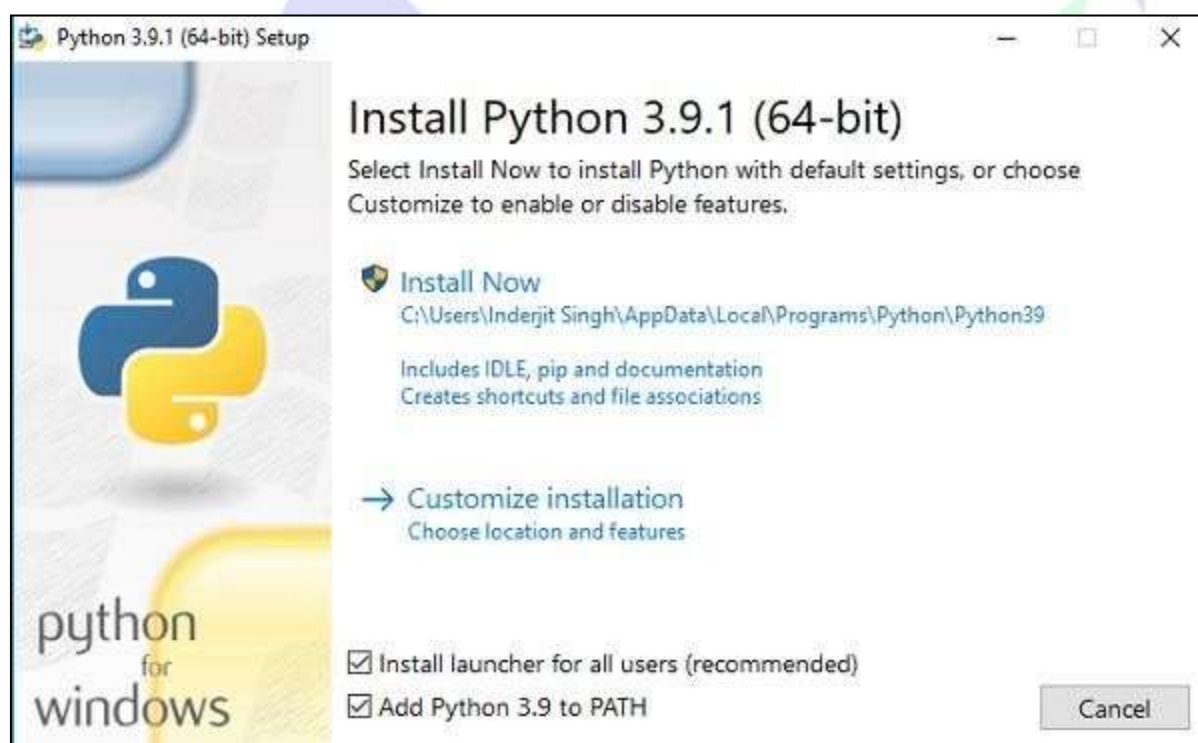 Python 3.9.1 (64-bit) Setup
Install Python 3.9.1 (64-bit)
Select Install Now to install Python with default settings, or choose
Customize to enable or disable features.
Install Now
C:\Users\Inderjit Singh\AppData\Local\Programs\Python\Python39
Includes IDLE, pip and documentation
Creates shortcuts and file associations
Customize installation
Choose location and features
python
for
windows
Install launcher for all users (recommended)
Add Python 3.9 to PATH
Cancel